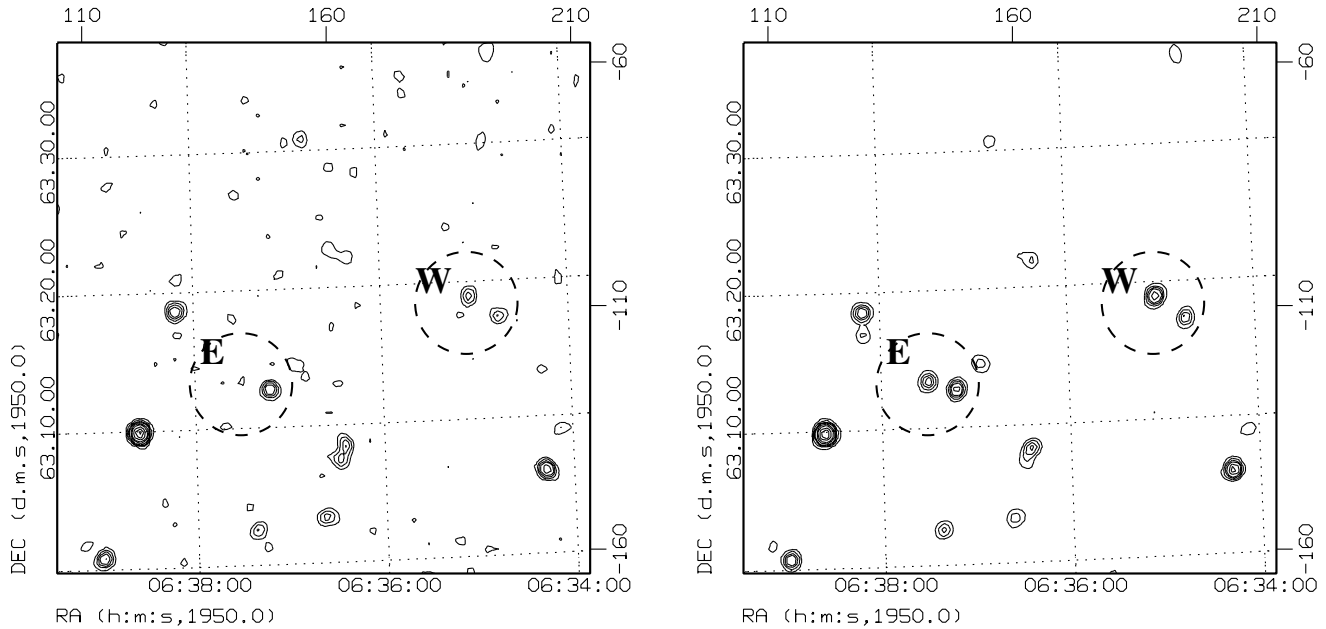 110 160 210 110 160 210
-60 -60
63.30.00 63.30.00
63.20.00 63.20.00
W W
-110 -110
E E
63.10.00 63.10.00
DEC (d.m.s,1950.0) DEC (d.m.s,1950.0)
-160 -160
06:38:00 06:36:00 06:34:00 06:38:00 06:36:00 06:34:00
RA (h:m:s,1950.0) RA (h:m:s,1950.0)